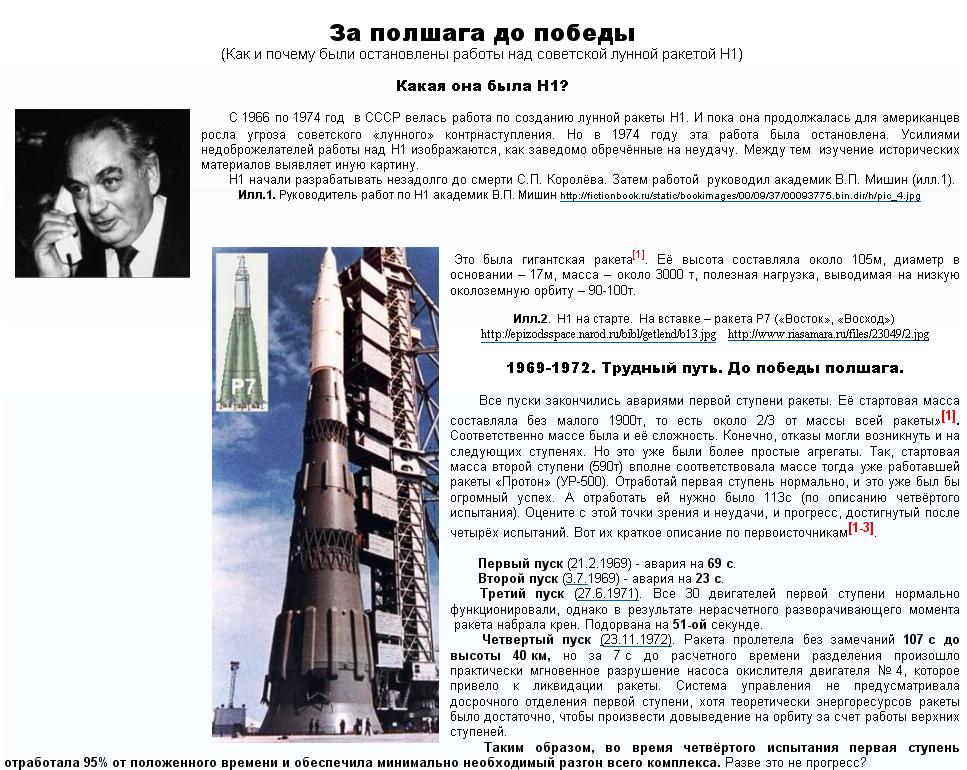 За полшага до победы
(Как и почему были остановлены работы над советской лунной ракетой Н1)
Какая она была Н1?
С 1966 по 1974 год в СССР велась работа по созданию лунной ракеты Н1. И пока она продолжалась для американцев
росла угроза советского «лунного» контрнаступления. Но в 1974 году эта работа была остановлена. Усилиями
недоброжелателей работы над Н1 изображаются, как заведомо обречённые на неудачу. Между тем изучение исторических
материалов выявляет иную картину.
Н1 начали разрабатывать незадолго до смерти С.П. Королёва. Затем работой руководил академик В.П. Мишин (илл.1).
Илл.1. Руководитель работ по Н1 академик В.П. Мишин http://fictionbook.ru/static/bookimages/00/09/37/00093775.bin.dir/h/pic_4.jpg
Это была гигантская ракета[1]. Её высота составляла около 105м, диаметр в
основании – 17м, масса – около 3000 т, полезная нагрузка, выводимая на низкую
околоземную орбиту – 90-100т.
Илл.2. Н1 на старте. На вставке – ракета Р7 («Восток», «Восход»)
http://epizodsspace.narod.ru/bibl/getlend/b13.jpg http://www.riasamara.ru/files/23049/2.jpg
Р7
1969-1972. Трудный путь. До победы полшага.
Все пуски закончились авариями первой ступени ракеты. Её стартовая масса
составляла без малого 1900т, то есть около 2/3 от массы всей ракеты»[1].
Соответственно массе была и её сложность. Конечно, отказы могли возникнуть и на
следующих ступенях. Но это уже были более простые агрегаты. Так, стартовая
масса второй ступени (590т) вполне соответствовала массе тогда уже работавшей
ракеты «Протон» (УР-500). Отработай первая ступень нормально, и это уже был бы
огромный успех. А отработать ей нужно было 113с (по описанию четвёртого
испытания). Оцените с этой точки зрения и неудачи, и прогресс, достигнутый после
четырёх испытаний. Вот их краткое описание по первоисточникам[1-3].
Первый пуск (21.2.1969) - авария на 69 с.
Второй пуск (3.7.1969) - авария на 23 с.
Третий пуск (27.6.1971). Все 30 двигателей первой ступени нормально
функционировали, однако в результате нерасчетного разворачивающего момента
ракета набрала крен. Подорвана на 51-ой секунде.
Четвертый пуск (23.11.1972). Ракета пролетела без замечаний 107 с до
высоты 40 км, но за 7 с до расчетного времени разделения произошло
практически мгновенное разрушение насоса окислителя двигателя №4, которое
привело к ликвидации ракеты. Система управления не предусматривала
досрочного отделения первой ступени, хотя теоретически энергоресурсов ракеты
было достаточно, чтобы произвести довыведение на орбиту за счет работы верхних
ступеней.
Таким образом, во время четвёртого испытания первая ступень
отработала 95% от положенного времени и обеспечила минимально необходимый разгон всего комплекса. Разве это не прогресс?